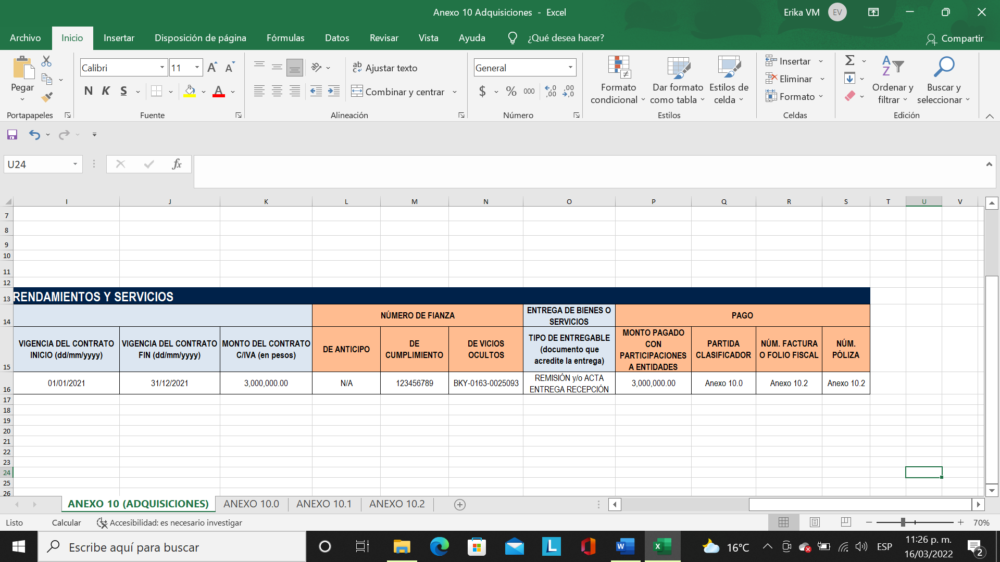 Anexo 10 Adquisiciones - Excel
Erika VM
EV
Archivo
Inicio
Insertar
Disposición de página
Fórmulas
Datos
Revisar
Vista
Ayuda
¿Qué desea hacer?
Compartir
Pegar
Portapapeles
Calibri
11
N K S
Fuente
Ajustar texto
Combinar y centrar
Alineación
General
$ % 000
Número
Formato condicional
Dar formato como tabla
Estilos de celda
Estilos
Insertar
Eliminar
Formato
Celdas
Ordenar y filtrar
Buscar y seleccionar
Edición
U24
fx
I J K L M N O P Q R S T U V
7
8
9
10
11
12
13 RENDAMIENTOS Y SERVICIOS
14
NÚMERO DE FIANZA
ENTREGA DE BIENES O SERVICIOS
PAGO
15
VIGENCIA DEL CONTRATO INICIO (dd/mm/yyyy)
VIGENCIA DEL CONTRATO FIN (dd/mm/yyyy)
MONTO DEL CONTRATO C/IVA (en pesos)
DE ANTICIPO
DE CUMPLIMIENTO
DE VICIOS OCULTOS
TIPO DE ENTREGABLE (documento que acredite la entrega)
MONTO PAGADO CON PARTICIPACIONES A ENTIDADES
PARTIDA CLASIFICADOR
NÚM. FACTURA O FOLIO FISCAL
NÚM. PÓLIZA
16
01/01/2021
31/12/2021
3,000,000.00
N/A
123456789
BKY-0163-0025093
REMISIÓN y/o ACTA ENTREGA RECEPCIÓN
3,000,000.00
Anexo 10.0
Anexo 10.2
Anexo 10.2
17
18
19
20
21
22
23
24
25
26
ANEXO 10 (ADQUISICIONES)
ANEXO 10.0
ANEXO 10.1
ANEXO 10.2
Listo
Calcular
Accesibilidad: es necesario investigar
70%
Escribe aquí para buscar
16°C
ESP
11:26 p. m.
16/03/2022
2